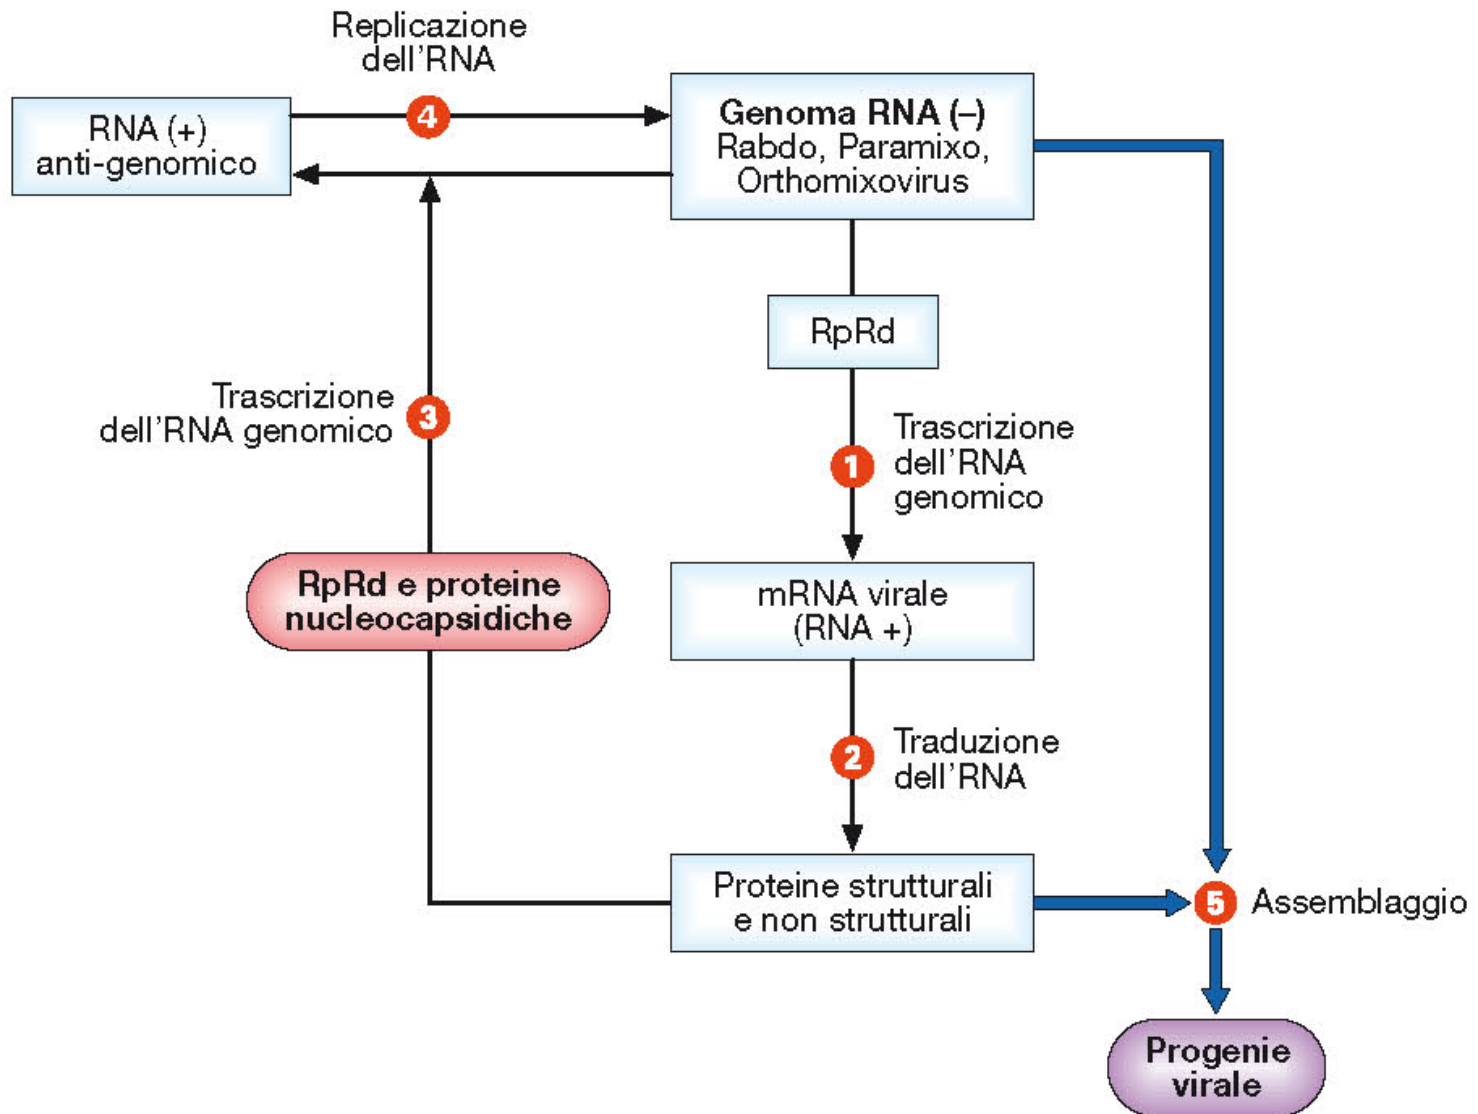 Replicazione
dell'RNA
4
RNA (+)
anti-genomico
Genoma RNA (–)
Rabdo, Paramixo,
Orthomixovirus
RpRd
Trascrizione
dell'RNA genomico
3
1
Trascrizione
dell'RNA
genomico
RpRd e proteine
nucleocapsidiche
mRNA virale
(RNA +)
2
Traduzione
dell'RNA
Proteine strutturali
e non strutturali
5
Assemblaggio
Progenie
virale